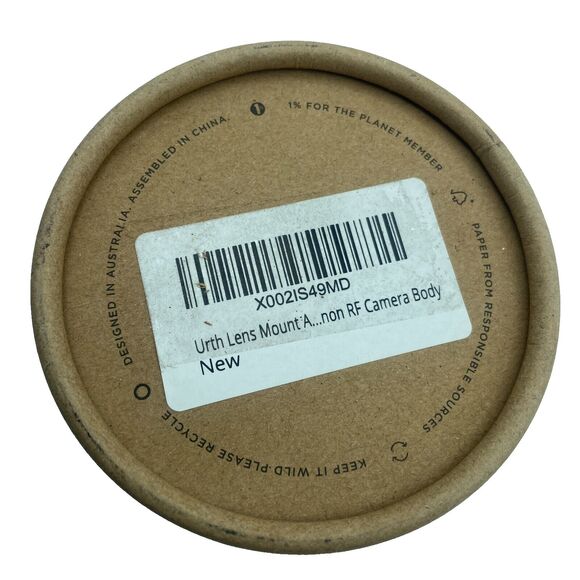 DESIGNED IN AUSTRALIA. ASSEMBLED IN CHINA.
1% FOR THE PLANET MEMBER
PAPER FROM RESPONSIBLE SOURCES
KEEP IT WILD·PLEASE RECYCLE
X002IS49MD
Urth Lens Mount A...non RF Camera Body
New